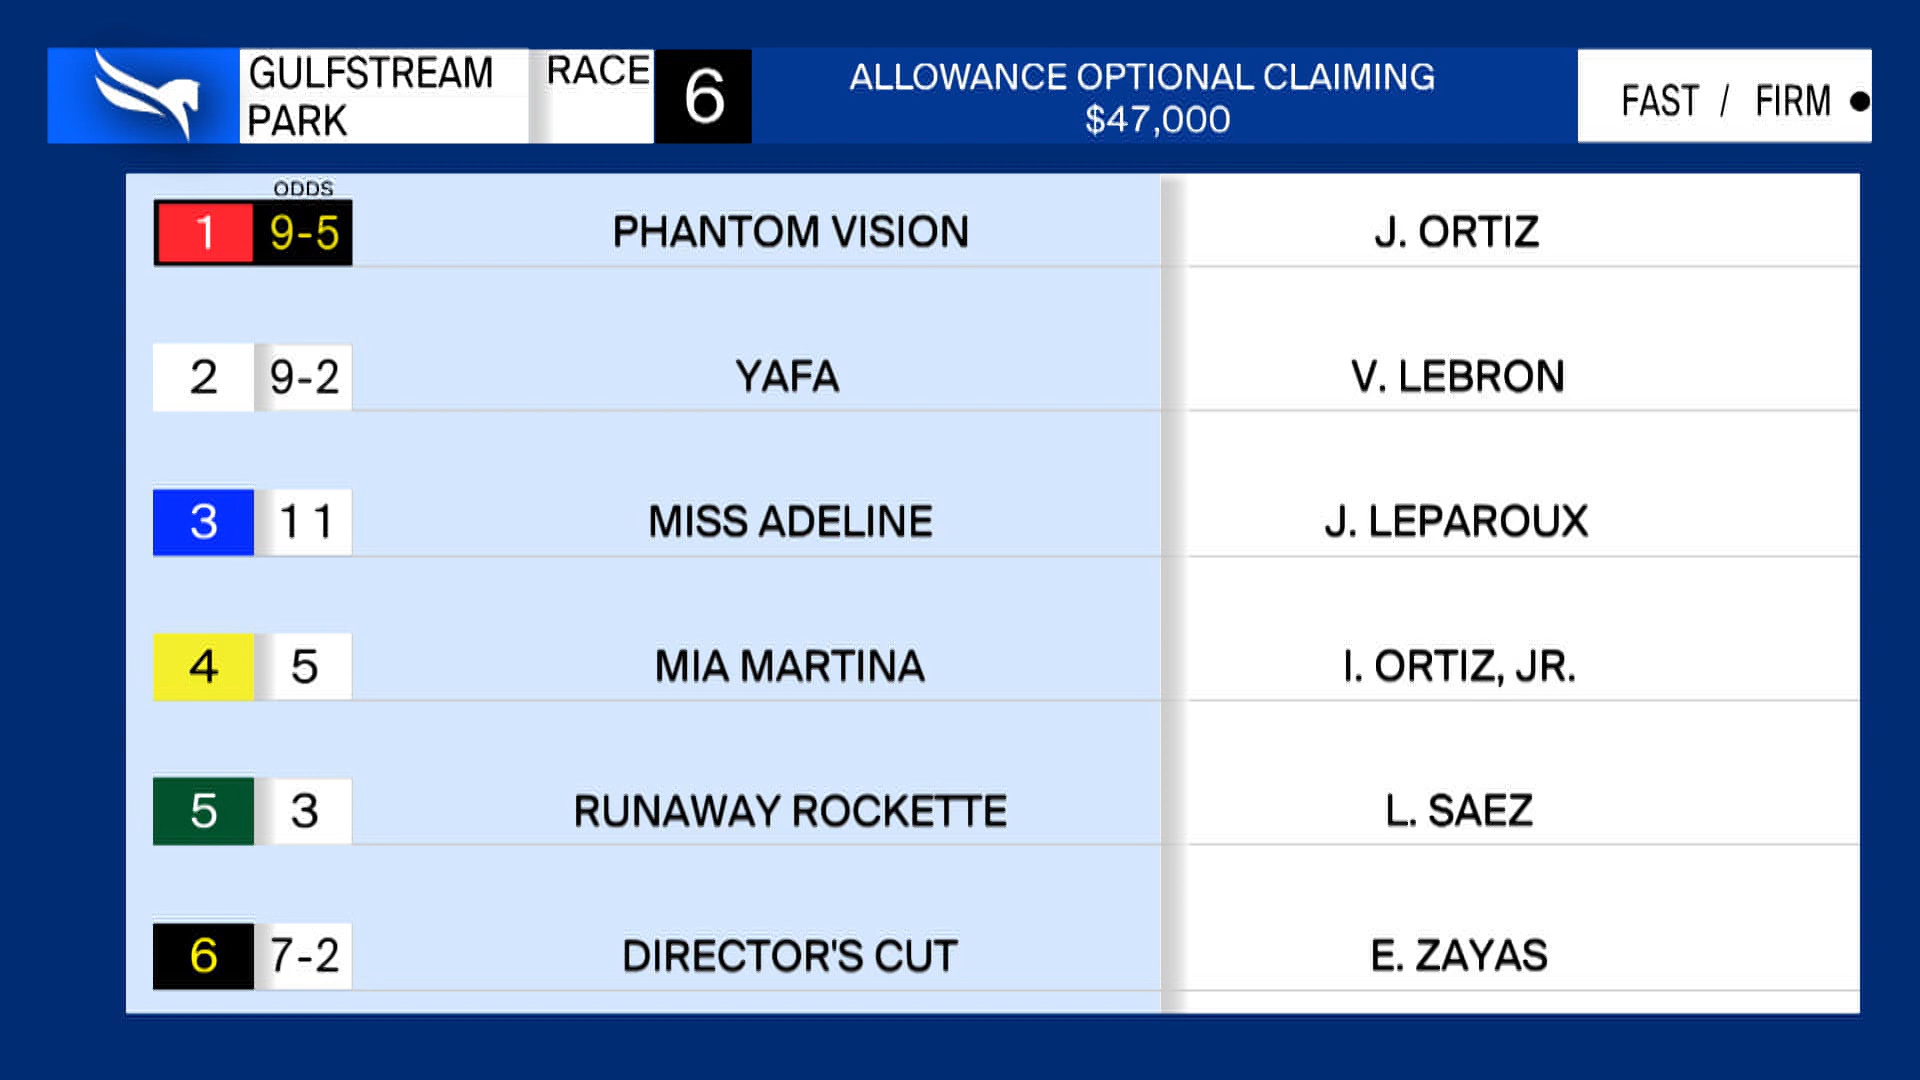 GULFSTREAM PARK
RACE 6
ALLOWANCE OPTIONAL CLAIMING
$47,000
FAST / FIRM
ODDS
1 9-5 PHANTOM VISION J. ORTIZ
2 9-2 YAFA V. LEBRON
3 11 MISS ADELINE J. LEPAROUX
4 5 MIA MARTINA I. ORTIZ, JR.
5 3 RUNAWAY ROCKETTE L. SAEZ
6 7-2 DIRECTOR'S CUT E. ZAYAS